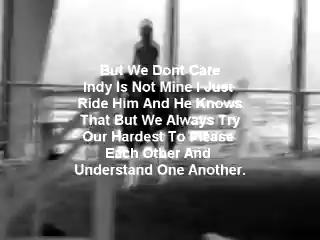 But We Dont Care
Indy Is Not Mine I Just
Ride Him And He Knows
That But We Always Try
Our Hardest To Please
Each Other And
Understand One Another.